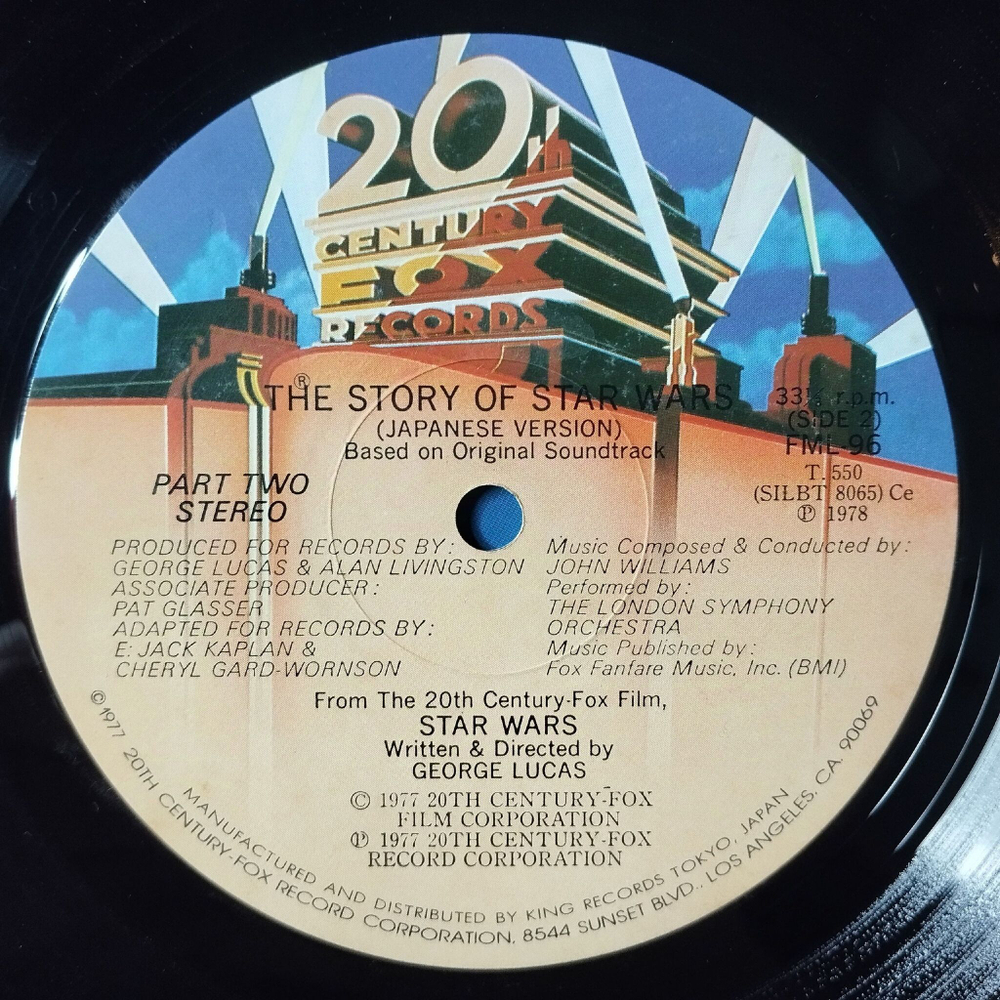 20th
CENTURY
FOX
RECORDS
®
THE STORY OF STAR WARS
(JAPANESE VERSION)
Based on Original Soundtrack
33⅓ r.p.m.
(SIDE 2)
FML-96
T. 550
(SILBT 8065) Ce
℗ 1978
PART TWO
STEREO
PRODUCED FOR RECORDS BY:
GEORGE LUCAS & ALAN LIVINGSTON
ASSOCIATE PRODUCER:
PAT GLASSER
ADAPTED FOR RECORDS BY:
E: JACK KAPLAN &
CHERYL GARD-WORNSON
Music Composed & Conducted by:
JOHN WILLIAMS
Performed by:
THE LONDON SYMPHONY
ORCHESTRA
Music Published by:
Fox Fanfare Music, Inc. (BMI)
From The 20th Century-Fox Film,
STAR WARS
Written & Directed by
GEORGE LUCAS
© 1977 20TH CENTURY-FOX
FILM CORPORATION
℗ 1977 20TH CENTURY-FOX
RECORD CORPORATION
MANUFACTURED AND DISTRIBUTED BY KING RECORDS TOKYO, JAPAN
©1977 20TH CENTURY-FOX RECORD CORPORATION, 8544 SUNSET BLVD., LOS ANGELES, CA. 90069